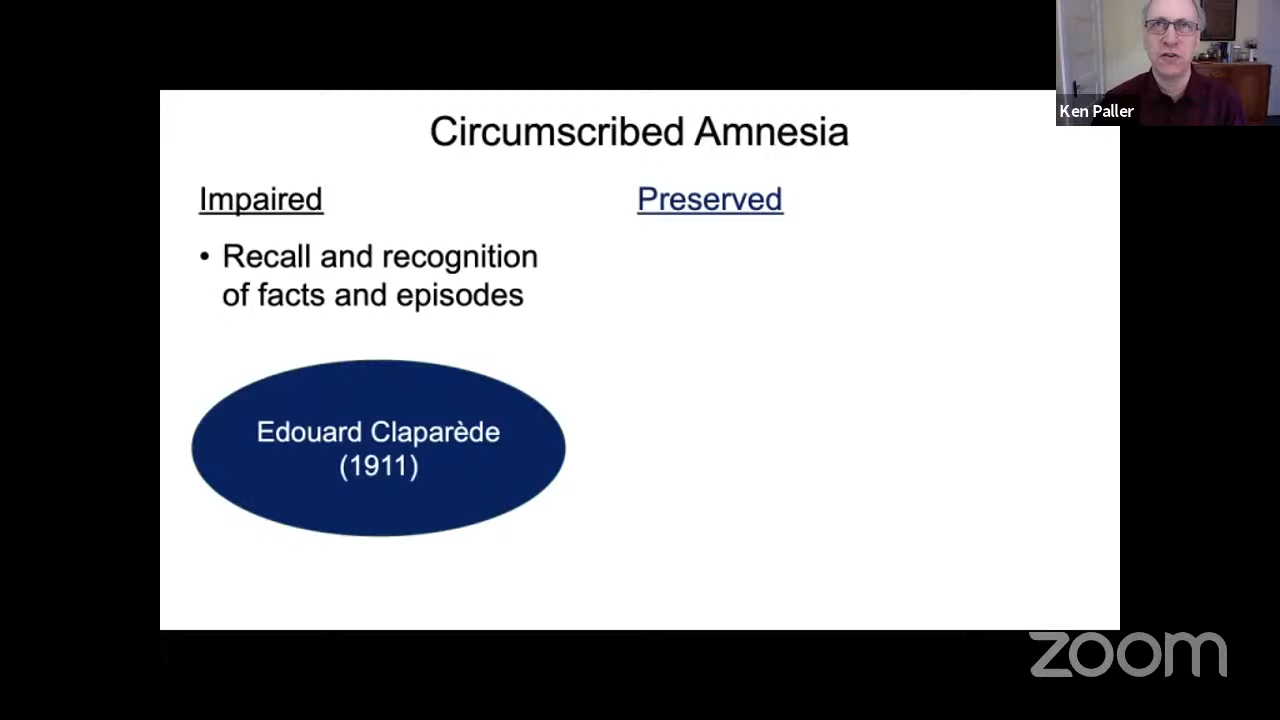 Ken Paller
Circumscribed Amnesia
Impaired
Preserved
• Recall and recognition
of facts and episodes
Edouard Claparède
(1911)
zoom